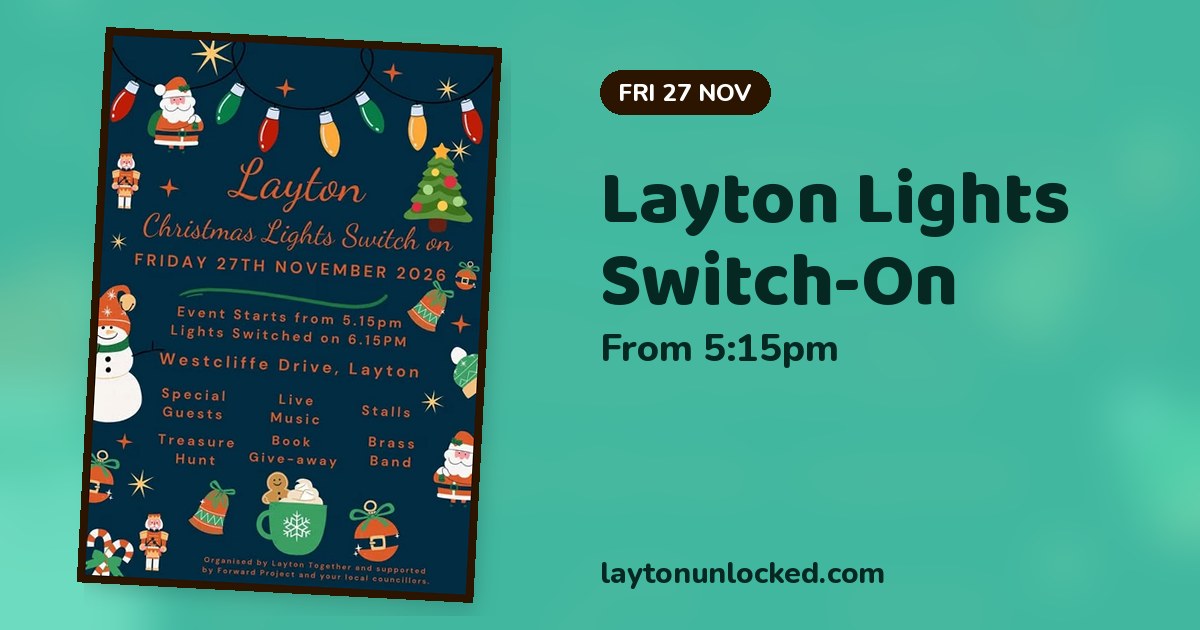 Layton
Christmas Lights Switch on
FRIDAY 27TH NOVEMBER 2026
Event Starts from 5.15pm
Lights Switched on 6.15PM
Westcliffe Drive, Layton
Special
Guests
Live
Music
Stalls
Treasure
Hunt
Book
Give-away
Brass
Band
Organised by Layton Together and supported
by Forward Project and your local councillors.
FRI 27 NOV
Layton Lights
Switch-On
From 5:15pm
laytonunlocked.com